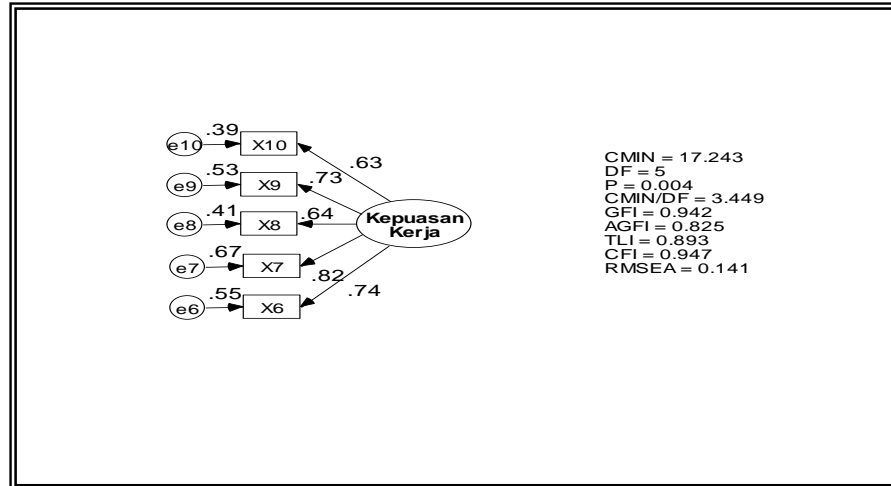 .39
e10
X10
.63
.53
e9
X9
.73
.41
e8
X8
.64
Kepuasan
Kerja
.67
e7
X7
.82
.55
e6
X6
.74
CMIN = 17.243
DF = 5
P = 0.004
CMIN/DF = 3.449
GFI = 0.942
AGFI = 0.825
TLI = 0.893
CFI = 0.947
RMSEA = 0.141